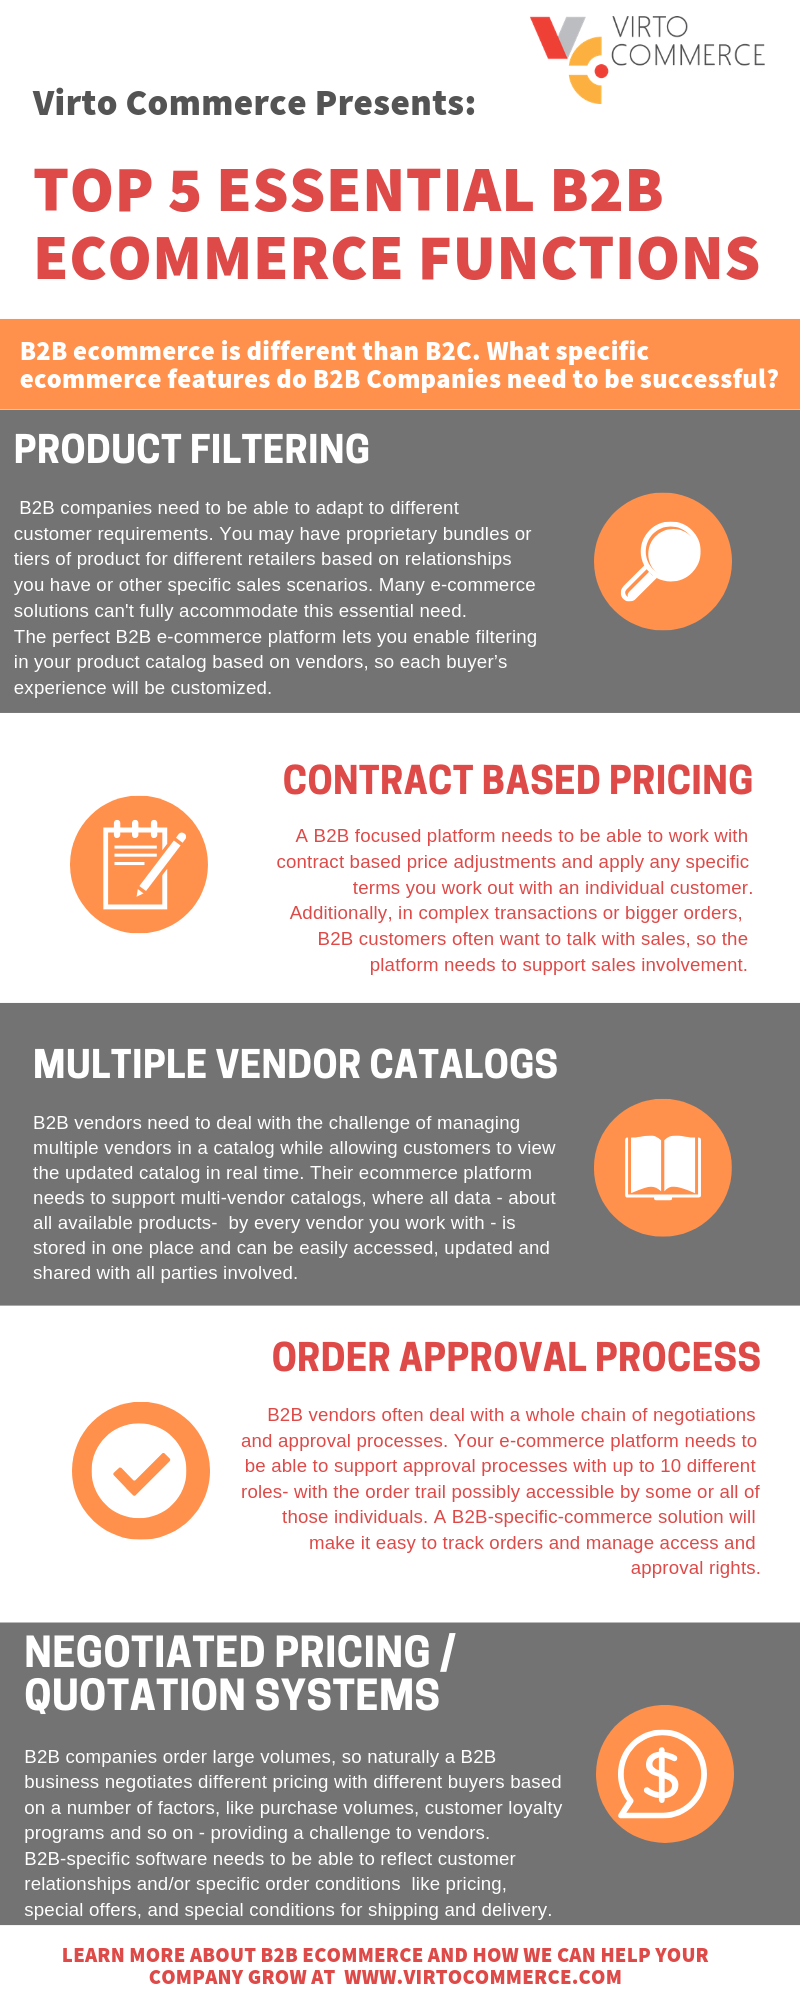 VIRTO
COMMERCE
Virto Commerce Presents:
TOP 5 ESSENTIAL B2B
ECOMMERCE FUNCTIONS
B2B ecommerce is different than B2C. What specific
ecommerce features do B2B Companies need to be successful?
PRODUCT FILTERING
B2B companies need to be able to adapt to different
customer requirements. You may have proprietary bundles or
tiers of product for different retailers based on relationships
you have or other specific sales scenarios. Many e-commerce
solutions can't fully accommodate this essential need.
The perfect B2B e-commerce platform lets you enable filtering
in your product catalog based on vendors, so each buyer’s
experience will be customized.
CONTRACT BASED PRICING
A B2B focused platform needs to be able to work with
contract based price adjustments and apply any specific
terms you work out with an individual customer.
Additionally, in complex transactions or bigger orders,
B2B customers often want to talk with sales, so the
platform needs to support sales involvement.
MULTIPLE VENDOR CATALOGS
B2B vendors need to deal with the challenge of managing
multiple vendors in a catalog while allowing customers to view
the updated catalog in real time. Their ecommerce platform
needs to support multi-vendor catalogs, where all data - about
all available products-  by every vendor you work with - is
stored in one place and can be easily accessed, updated and
shared with all parties involved.
ORDER APPROVAL PROCESS
B2B vendors often deal with a whole chain of negotiations
and approval processes. Your e-commerce platform needs to
be able to support approval processes with up to 10 different
roles- with the order trail possibly accessible by some or all of
those individuals. A B2B-specific-commerce solution will
make it easy to track orders and manage access and
approval rights.
NEGOTIATED PRICING /
QUOTATION SYSTEMS
B2B companies order large volumes, so naturally a B2B
business negotiates different pricing with different buyers based
on a number of factors, like purchase volumes, customer loyalty
programs and so on - providing a challenge to vendors.
B2B-specific software needs to be able to reflect customer
relationships and/or specific order conditions  like pricing,
special offers, and special conditions for shipping and delivery.
$
LEARN MORE ABOUT B2B ECOMMERCE AND HOW WE CAN HELP YOUR
COMPANY GROW AT  WWW.VIRTOCOMMERCE.COM